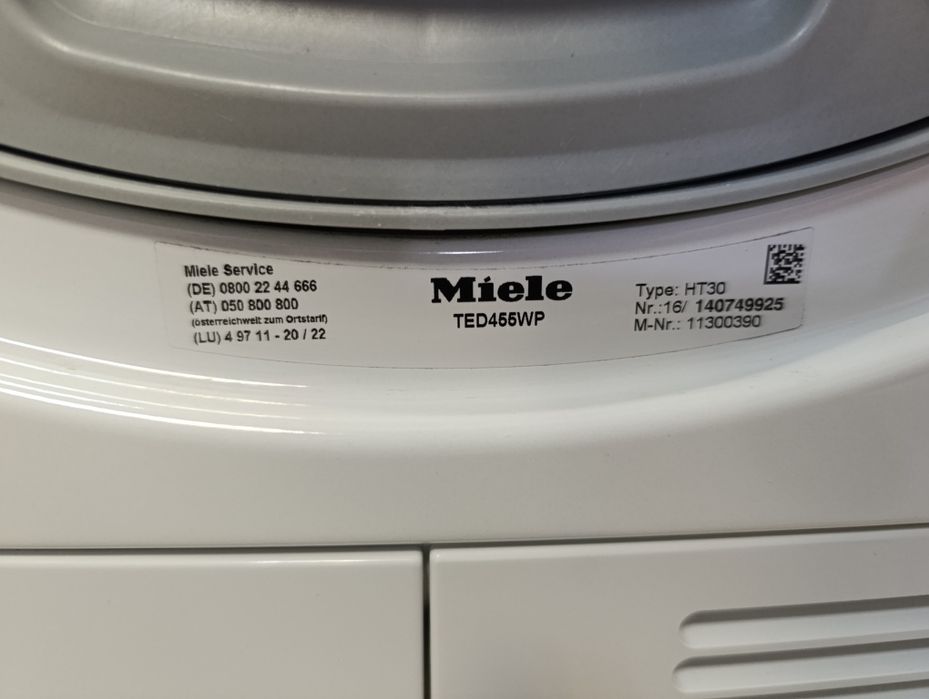 Miele Service
(DE) 0800 22 44 666
(AT) 050 800 800
(österreichweit zum Ortstarif)
(LU) 4 97 11 - 20 / 22
Miele
TED455WP
Type: HT30
Nr.:16/ 140749925
M-Nr.: 11300390